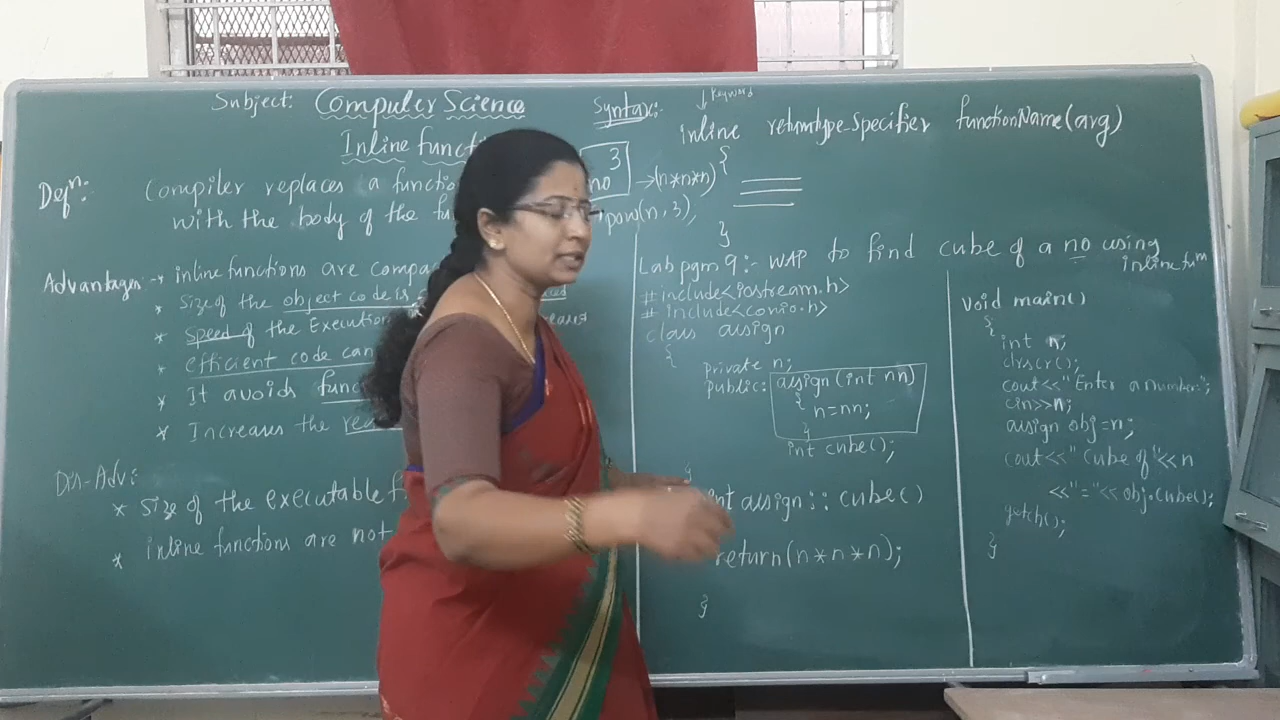 Subject: Computer Science
Inline Funct
Defn: Compiler replaces a functio
with the body of the fu
Advantages -* inline functions are compa
* Size of the object code is
* speed of the Execution
* efficient code can
* It avoids func
* Increases the
Dis-Adv:
* Size of the executable f
* inline functions are not
no 3 →(n*n*n)
pow(n,3),
Syntax:-
↓ Keyword
inline returntype-Specifier functionName(arg)
{
}
Lab pgm 9:- WAP to find cube of a no using
inline fun
#include<iostream.h>
#include<conio.h>
class assign
{
private n;
public: assign(int nn)
{
n=nn;
}
int cube();
}
int assign::cube()
return(n*n*n);
}
void main()
{
int n;
clrscr();
cout<<"Enter a number:";
cin>>n;
assign obj=n;
cout<<"Cube of"<<n
<<"="<<obj.cube();
getch();
}